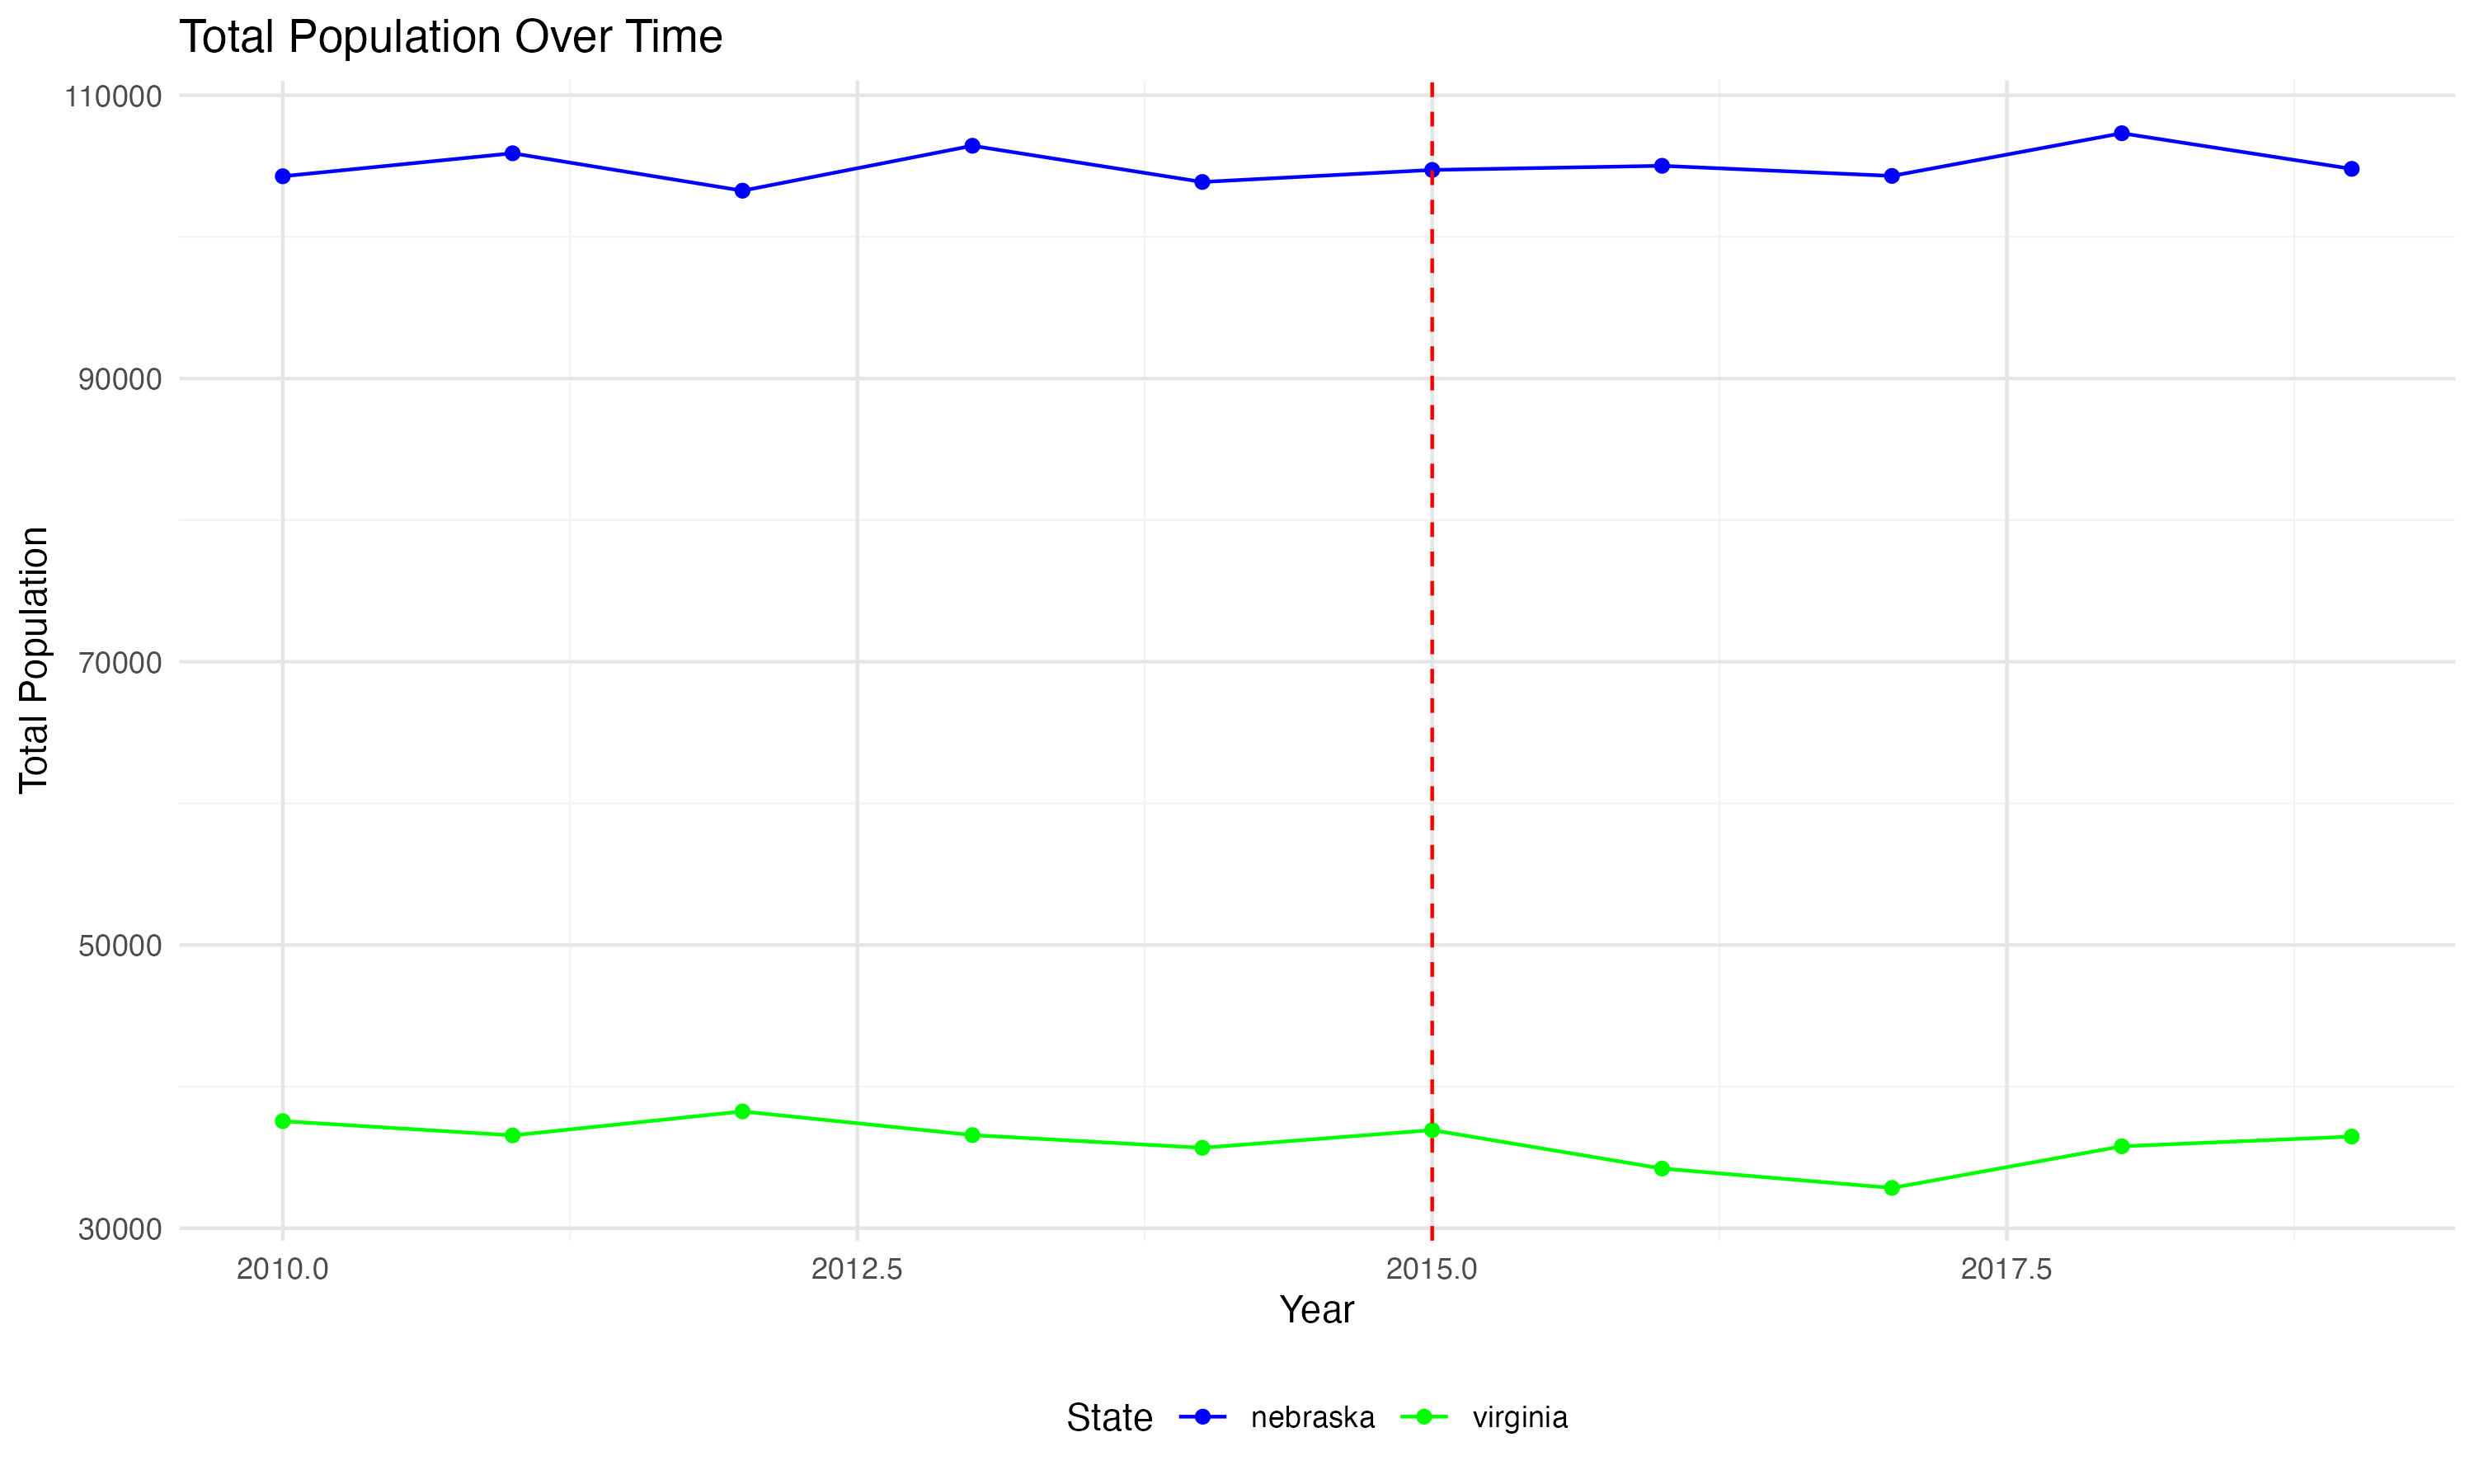 Total Population Over Time
110000
90000
70000
50000
30000
Total Population
2010.0 2012.5 2015.0 2017.5
Year
State nebraska virginia